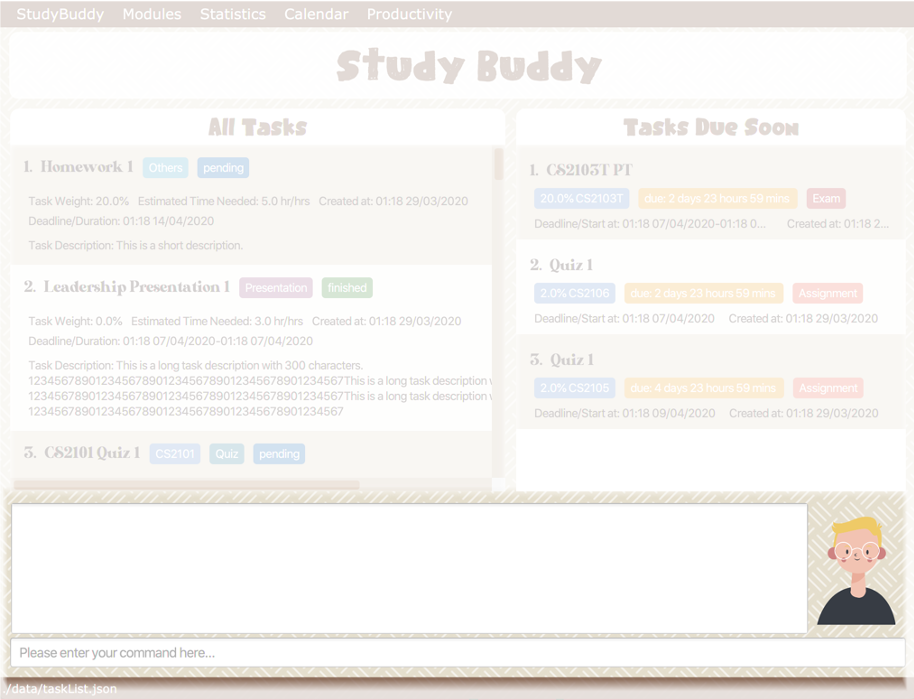 StudyBuddy Modules Statistics Calendar Productivity
Study Buddy
All Tasks
1. Homework 1 Others pending
Task Weight: 20.0% Estimated Time Needed: 5.0 hr/hrs Created at: 01:18 29/03/2020
Deadline/Duration: 01:18 14/04/2020
Task Description: This is a short description.
2. Leadership Presentation 1 Presentation finished
Task Weight: 0.0% Estimated Time Needed: 3.0 hr/hrs Created at: 01:18 29/03/2020
Deadline/Duration: 01:18 07/04/2020-01:18 07/04/2020
Task Description: This is a long task description with 300 characters.
12345678901234567890123456789012345678901234567This is a long task description w
12345678901234567890123456789012345678901234567This is a long task description w
12345678901234567890123456789012345678901234567
3. CS2101 Quiz 1 CS2101 Quiz pending
Tasks Due Soon
1. CS2103T PT
20.0% CS2103T due: 2 days 23 hours 59 mins Exam
Deadline/Start at: 01:18 07/04/2020-01:18 0... Created at: 01:18 2...
2. Quiz 1
2.0% CS2106 due: 2 days 23 hours 59 mins Assignment
Deadline/Start at: 01:18 07/04/2020 Created at: 01:18 29/03/2020
3. Quiz 1
2.0% CS2105 due: 4 days 23 hours 59 mins Assignment
Deadline/Start at: 01:18 09/04/2020 Created at: 01:18 29/03/2020
Please enter your command here...
./data/taskList.json